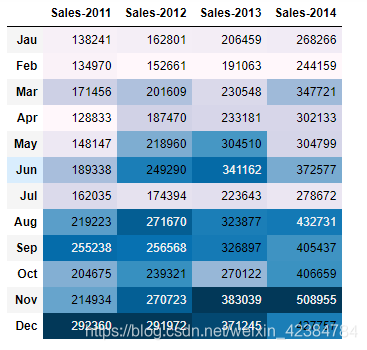 Sales-2011 Sales-2012 Sales-2013 Sales-2014
Jau 138241 162801 206459 268266
Feb 134970 152661 191063 244159
Mar 171456 201609 230548 347721
Apr 128833 187470 233181 302133
May 148147 218960 304510 304799
Jun 189338 249290 341162 372577
Jul 162035 174394 223643 278672
Aug 219223 271670 323877 432731
Sep 255238 256568 326897 405437
Oct 204675 239321 270122 406659
Nov 214934 270723 383039 508955
Dec 292360 291972 371245
https://blog.csdn.net/weixin_42384784